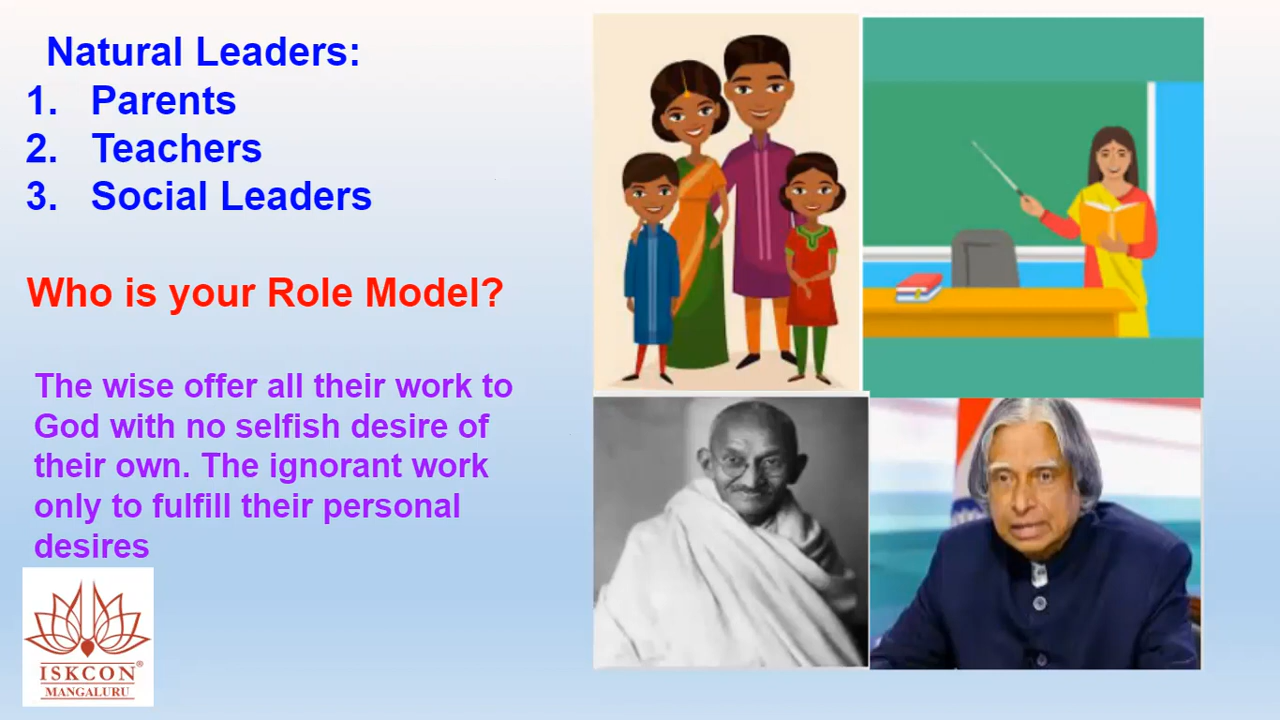 Natural Leaders:
1. Parents
2. Teachers
3. Social Leaders
Who is your Role Model?
The wise offer all their work to
God with no selfish desire of
their own. The ignorant work
only to fulfill their personal
desires
ISKCON®
MANGALURU